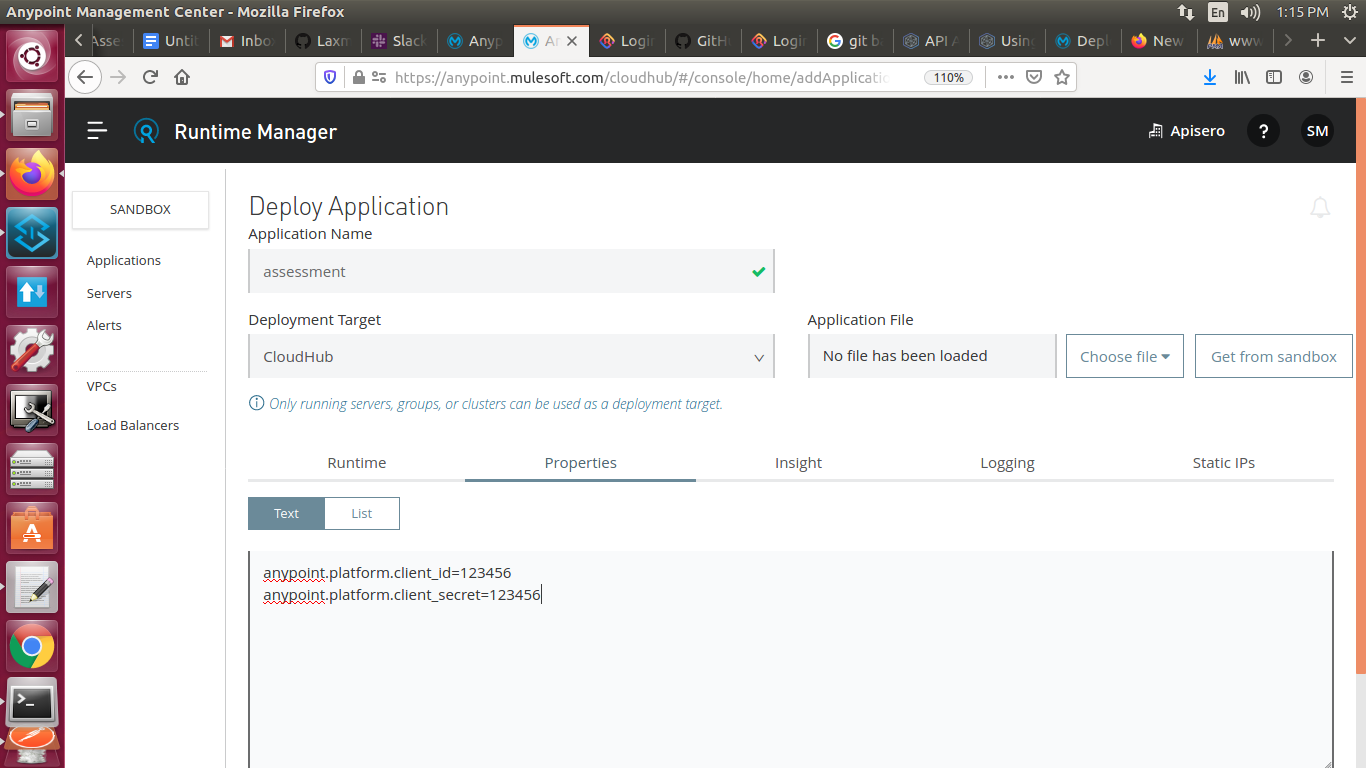 Anypoint Management Center - Mozilla Firefox
En
1:15 PM
Asse
Untit
Inbo
Laxm
Slack
Anyp
An
Login
GitH
Login
git b
API A
Using
Depl
New
www
https://anypoint.mulesoft.com/cloudhub/#/console/home/addApplicatio
110%
Runtime Manager
Apisero
?
SM
SANDBOX
Applications
Servers
Alerts
VPCs
Load Balancers
Deploy Application
Application Name
assessment
Deployment Target
Application File
CloudHub
No file has been loaded
Choose file
Get from sandbox
Only running servers, groups, or clusters can be used as a deployment target.
Runtime
Properties
Insight
Logging
Static IPs
Text
List
anypoint.platform.client_id=123456
anypoint.platform.client_secret=123456